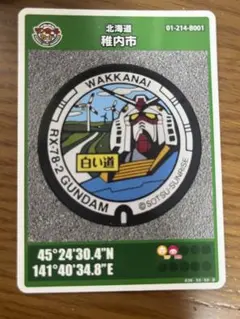 北海道
稚内市
01-214-B001
WAKKANAI
白い道
RX-78-2 GUNDAM
©SOTSU・SUNRISE
45°24'30.4"N
141°40'34.8"E